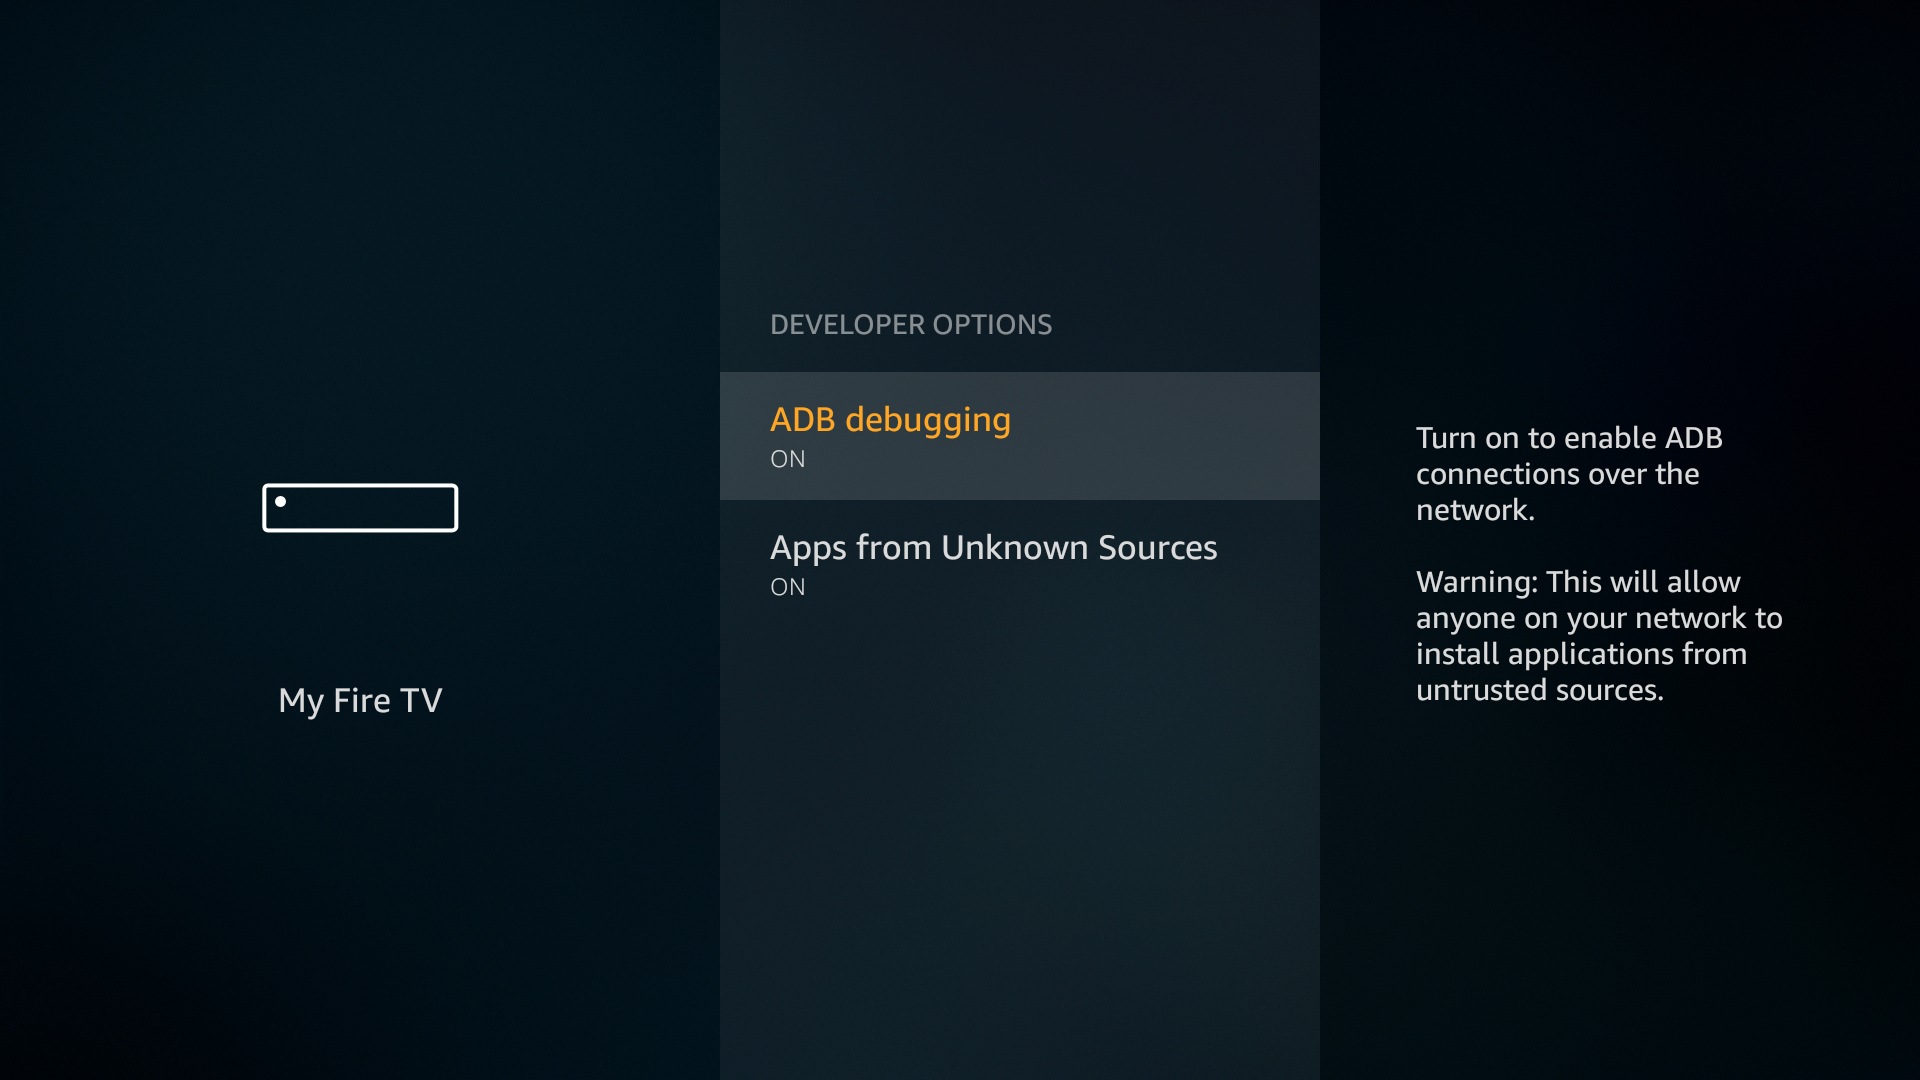 My Fire TV
DEVELOPER OPTIONS
ADB debugging
ON
Apps from Unknown Sources
ON
Turn on to enable ADB
connections over the
network.
Warning: This will allow
anyone on your network to
install applications from
untrusted sources.